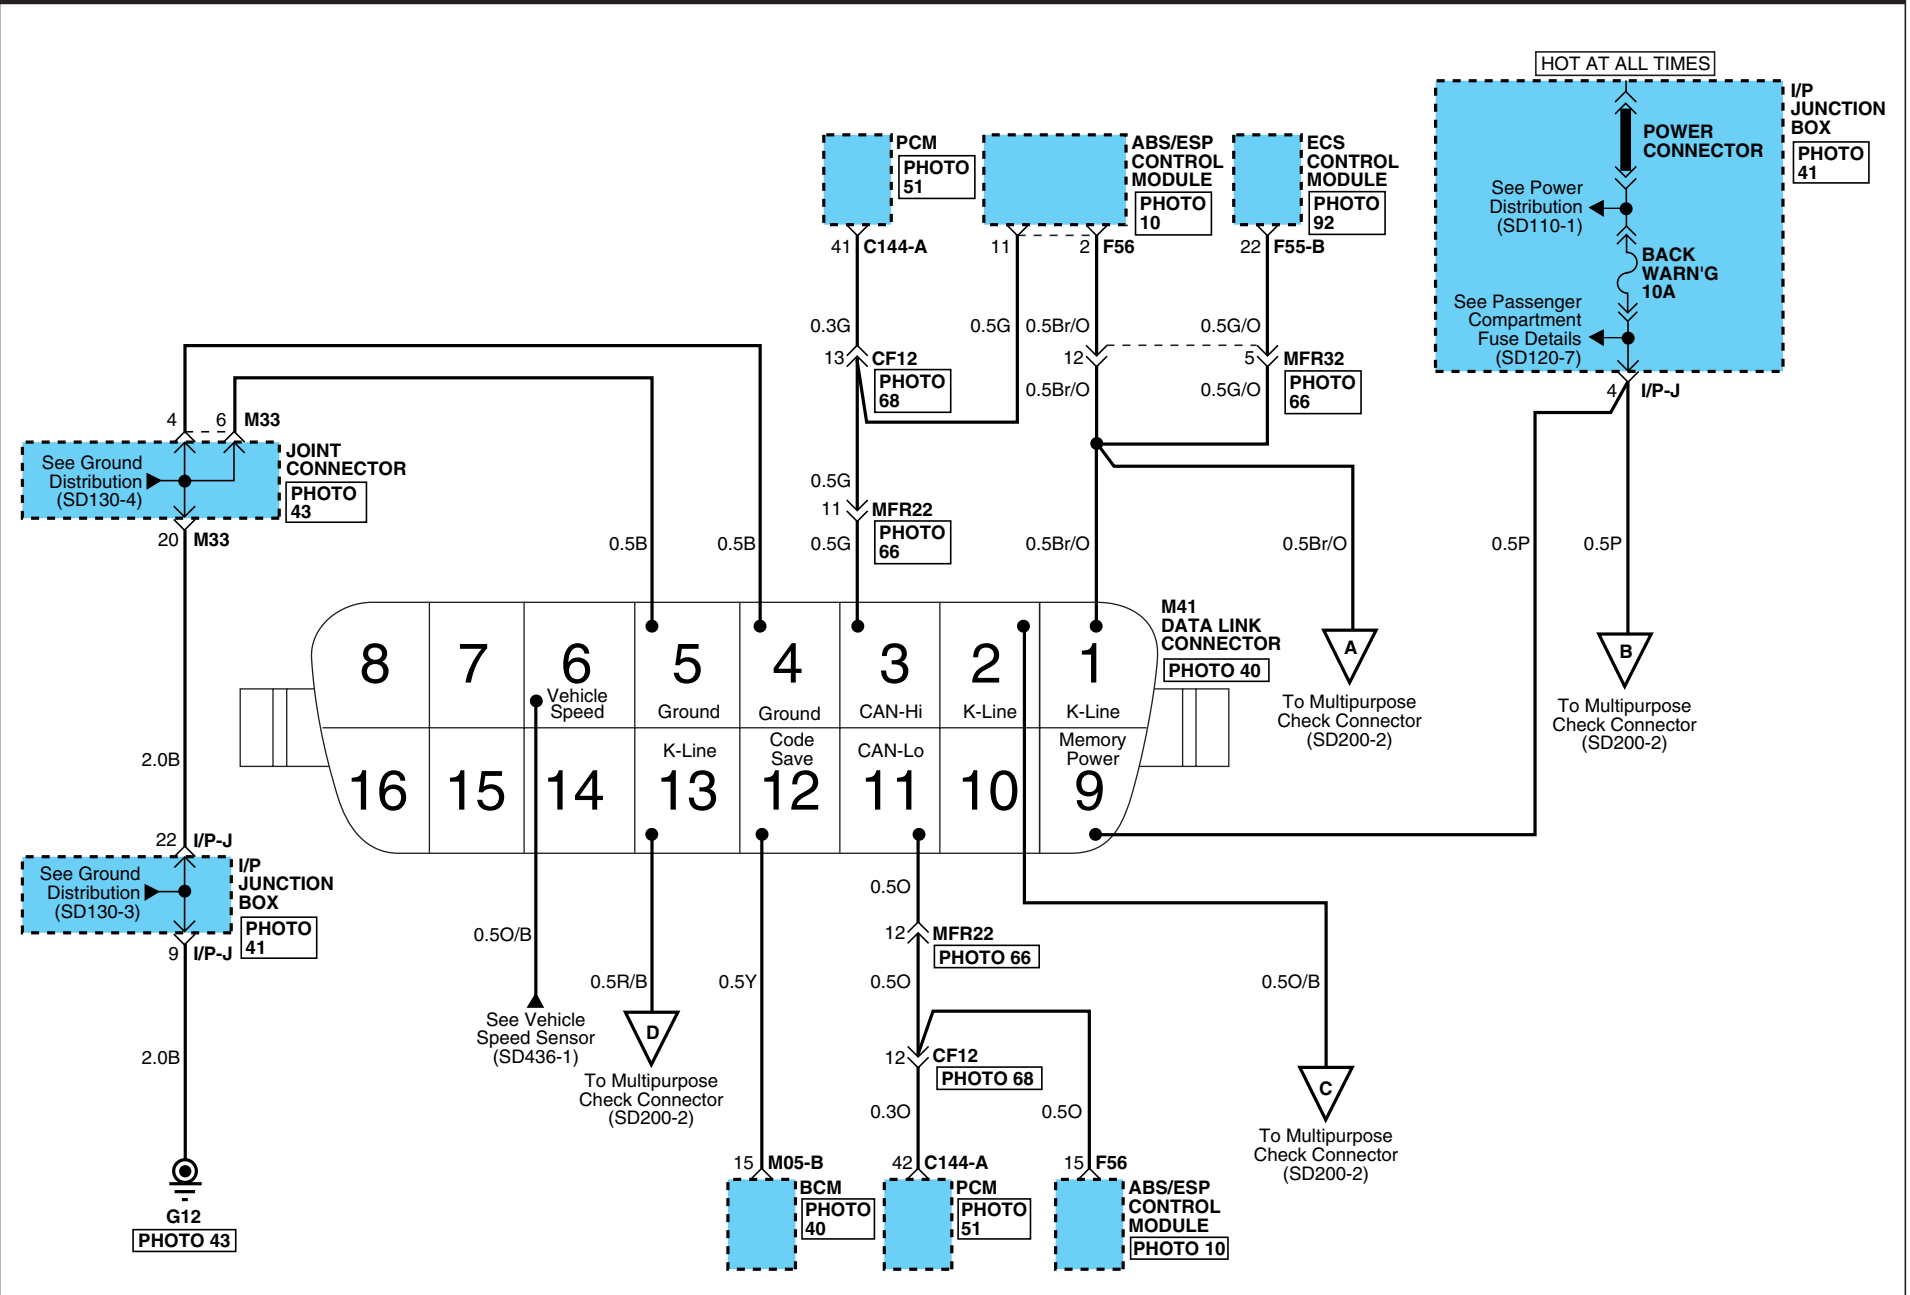 HOT AT ALL TIMES
I/P
JUNCTION
BOX
PHOTO
41
POWER
CONNECTOR
See Power
Distribution
(SD110-1)
BACK
WARN'G
10A
See Passenger
Compartment
Fuse Details
(SD120-7)
4 I/P-J
PCM
PHOTO
51
41 C144-A
ABS/ESP
CONTROL
MODULE
PHOTO
10
11
2 F56
ECS
CONTROL
MODULE
PHOTO
92
22 F55-B
0.3G
0.5G
0.5Br/O
0.5G/O
13 CF12
PHOTO
68
12
5 MFR32
PHOTO
66
0.5Br/O
0.5G/O
4
6 M33
JOINT
CONNECTOR
PHOTO
43
See Ground
Distribution
(SD130-4)
20 M33
0.5G
11 MFR22
PHOTO
66
0.5B
0.5B
0.5G
0.5Br/O
0.5Br/O
0.5P
0.5P
M41
DATA LINK
CONNECTOR
PHOTO 40
8
7
6
Vehicle
Speed
5
Ground
4
Ground
3
CAN-Hi
2
K-Line
1
K-Line
16
15
14
K-Line
13
Code
Save
12
CAN-Lo
11
10
Memory
Power
9
A
To Multipurpose
Check Connector
(SD200-2)
B
To Multipurpose
Check Connector
(SD200-2)
2.0B
22 I/P-J
See Ground
Distribution
(SD130-3)
I/P
JUNCTION
BOX
PHOTO
41
9 I/P-J
2.0B
G12
PHOTO 43
0.5O/B
See Vehicle
Speed Sensor
(SD436-1)
0.5R/B
D
To Multipurpose
Check Connector
(SD200-2)
0.5Y
15 M05-B
BCM
PHOTO
40
0.5O
12 MFR22
PHOTO 66
0.5O
12 CF12
PHOTO 68
0.3O
0.5O
42 C144-A
PCM
PHOTO
51
15 F56
ABS/ESP
CONTROL
MODULE
PHOTO 10
0.5O/B
C
To Multipurpose
Check Connector
(SD200-2)